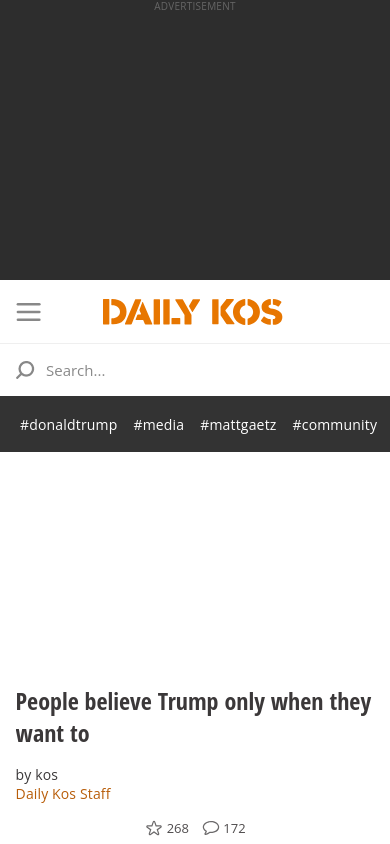 ADVERTISEMENT
DAILY KOS
Search...
#donaldtrump #media #mattgaetz #community
People believe Trump only when they
want to
by kos
Daily Kos Staff
268 172